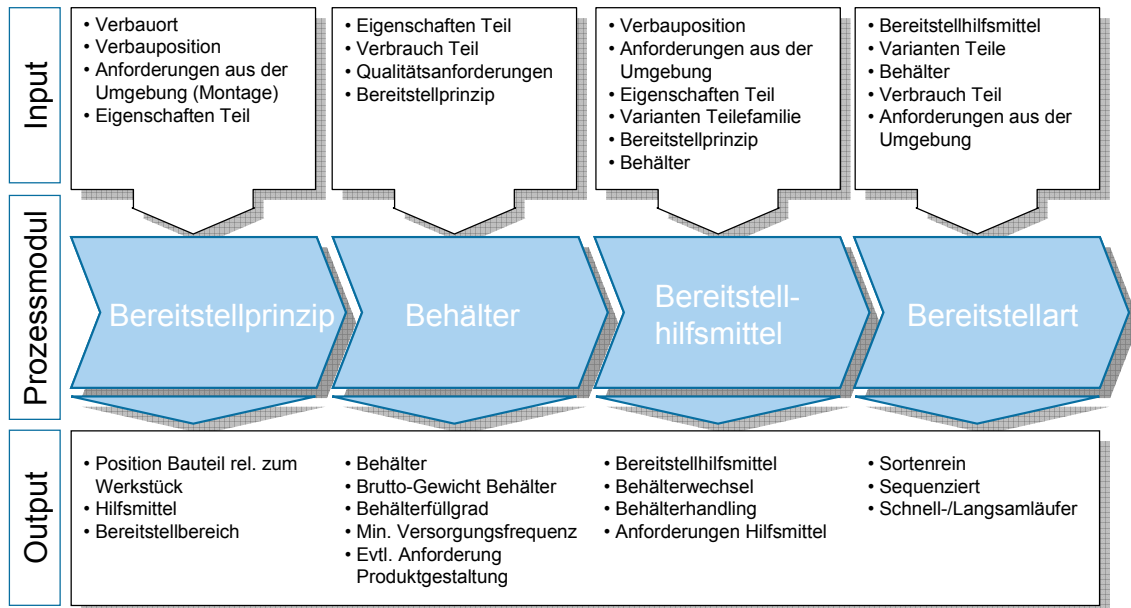 Input
• Verbauort
• Verbauposition
• Anforderungen aus der
Umgebung (Montage)
• Eigenschaften Teil
• Eigenschaften Teil
• Verbrauch Teil
• Qualitätsanforderungen
• Bereitstellprinzip
• Verbauposition
• Anforderungen aus der
Umgebung
• Eigenschaften Teil
• Varianten Teilefamilie
• Bereitstellprinzip
• Behälter
• Bereitstellhilfsmittel
• Varianten Teile
• Behälter
• Verbrauch Teil
• Anforderungen aus der
Umgebung
Prozessmodul
Bereitstellprinzip
Behälter
Bereitstell-
hilfsmittel
Bereitstellart
Output
• Position Bauteil rel. zum
Werkstück
• Hilfsmittel
• Bereitstellbereich
• Behälter
• Brutto-Gewicht Behälter
• Behälterfüllgrad
• Min. Versorgungsfrequenz
• Evtl. Anforderung
Produktgestaltung
• Bereitstellhilfsmittel
• Behälterwechsel
• Behälterhandling
• Anforderungen Hilfsmittel
• Sortenrein
• Sequenziert
• Schnell-/Langsamläufer